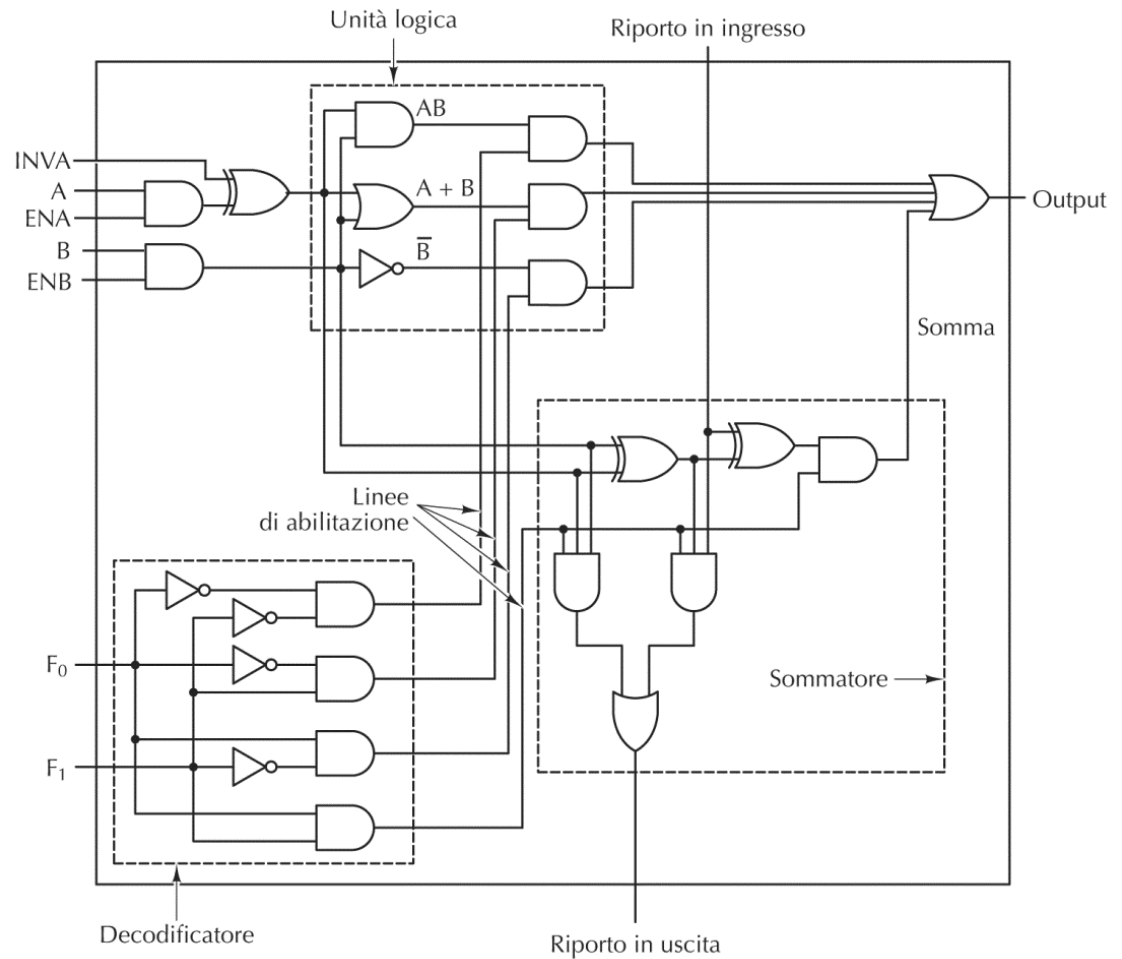 Unità logica
Riporto in ingresso
AB
INVA
A
ENA
A + B
Output
B
B̅
ENB
Somma
Linee
di abilitazione
F₀
Sommatore
F₁
Decodificatore
Riporto in uscita